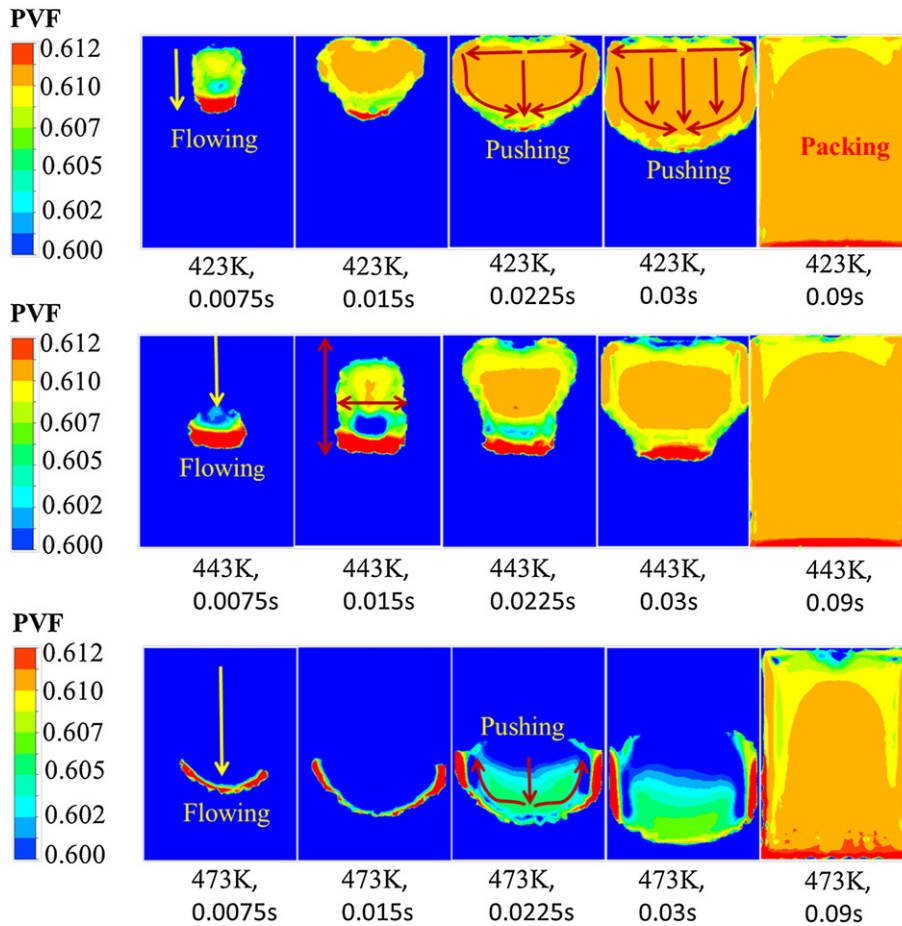 PVF
0.612
0.610
0.607
0.605
0.602
0.600
Flowing
Pushing
Pushing
Packing
423K,
0.0075s
423K,
0.015s
423K,
0.0225s
423K,
0.03s
423K,
0.09s
PVF
0.612
0.610
0.607
0.605
0.602
0.600
Flowing
443K,
0.0075s
443K,
0.015s
443K,
0.0225s
443K,
0.03s
443K,
0.09s
PVF
0.612
0.610
0.607
0.605
0.602
0.600
Flowing
Pushing
473K,
0.0075s
473K,
0.015s
473K,
0.0225s
473K,
0.03s
473K,
0.09s